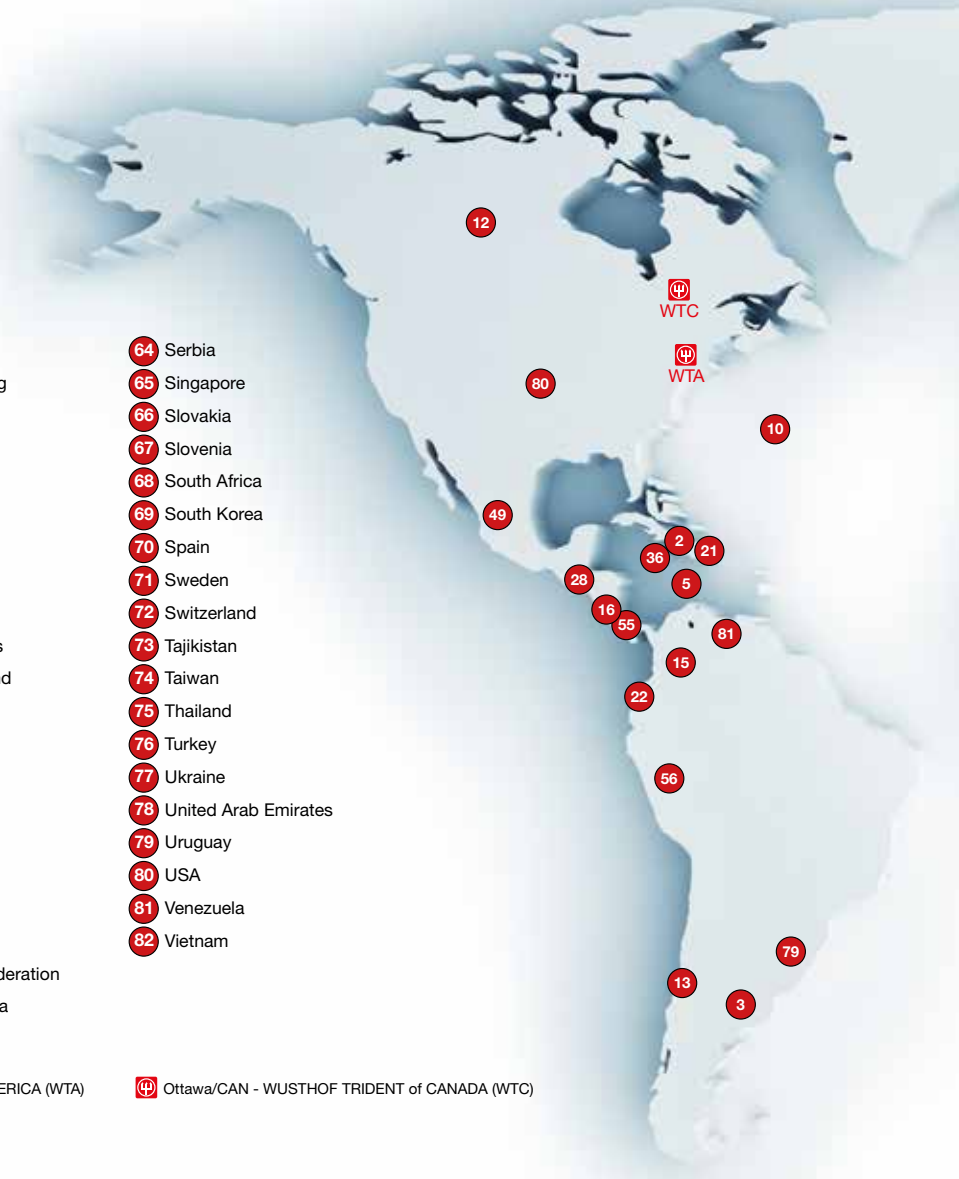 g
s
d
deration
a
ERICA (WTA)
64 Serbia
65 Singapore
66 Slovakia
67 Slovenia
68 South Africa
69 South Korea
70 Spain
71 Sweden
72 Switzerland
73 Tajikistan
74 Taiwan
75 Thailand
76 Turkey
77 Ukraine
78 United Arab Emirates
79 Uruguay
80 USA
81 Venezuela
82 Vietnam
Ottawa/CAN - WUSTHOF TRIDENT of CANADA (WTC)
12
WTC
WTA
80
10
49
2
21
36
5
28
16
55
81
15
22
56
79
13
3